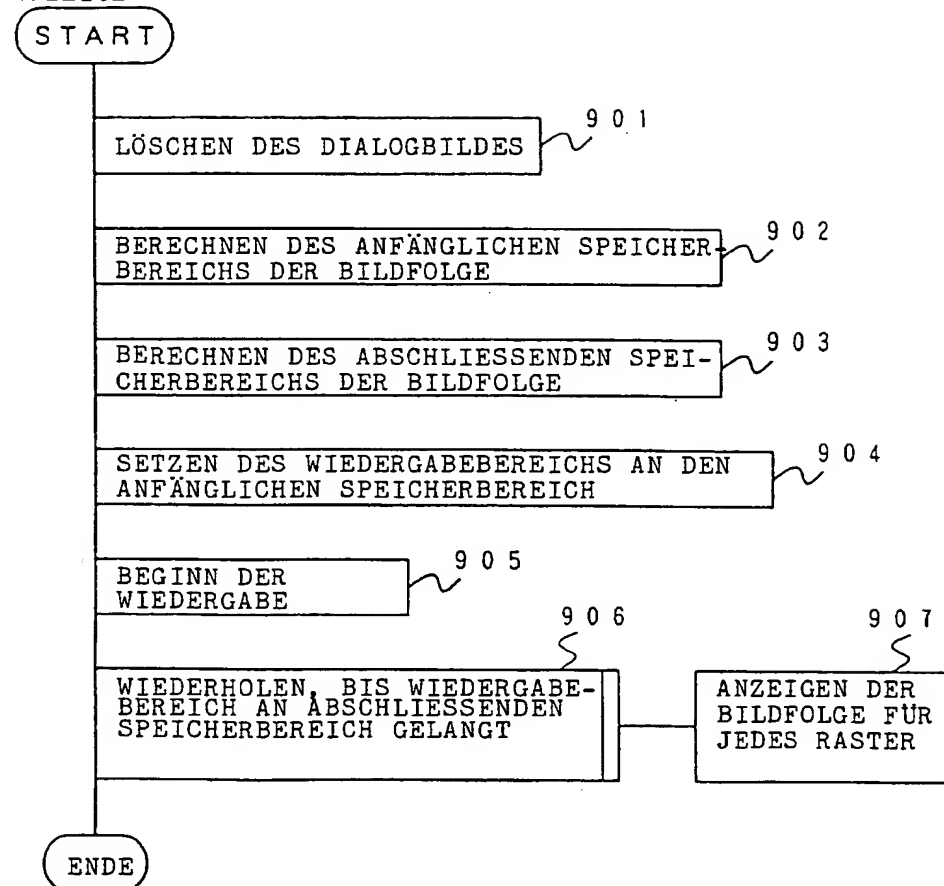 START
901
LÖSCHEN DES DIALOGBILDES
902
BERECHNEN DES ANFÄNGLICHEN SPEICHER-
BEREICHS DER BILDFOLGE
903
BERECHNEN DES ABSCHLIESSENDEN SPEI-
CHERBEREICHS DER BILDFOLGE
904
SETZEN DES WIEDERGABEBEREICHS AN DEN
ANFÄNGLICHEN SPEICHERBEREICH
905
BEGINN DER
WIEDERGABE
906
WIEDERHOLEN, BIS WIEDERGABE-
BEREICH AN ABSCHLIESSENDEN
SPEICHERBEREICH GELANGT
907
ANZEIGEN DER
BILDFOLGE FÜR
JEDES RASTER
ENDE